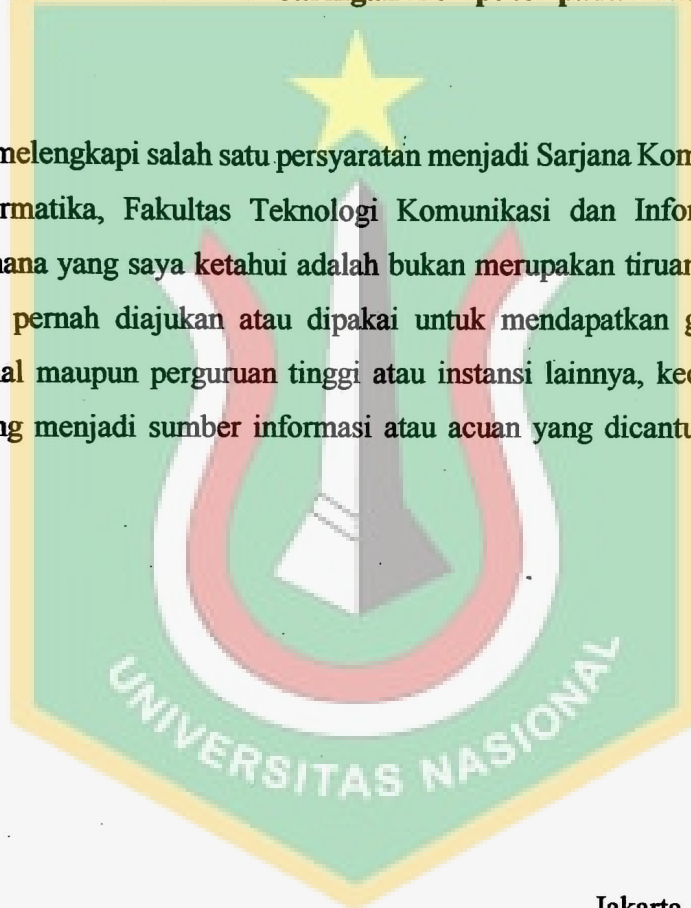 melengkapi salah satu persyaratan menjadi Sarjana Kom
rmatika, Fakultas Teknologi Komunikasi dan Infor
nana yang saya ketahui adalah bukan merupakan tiruan
pernah diajukan atau dipakai untuk mendapatkan g
al maupun perguruan tinggi atau instansi lainnya, kec
ng menjadi sumber informasi atau acuan yang dicantu
UNIVERSITAS NASIONAL
Jakarta